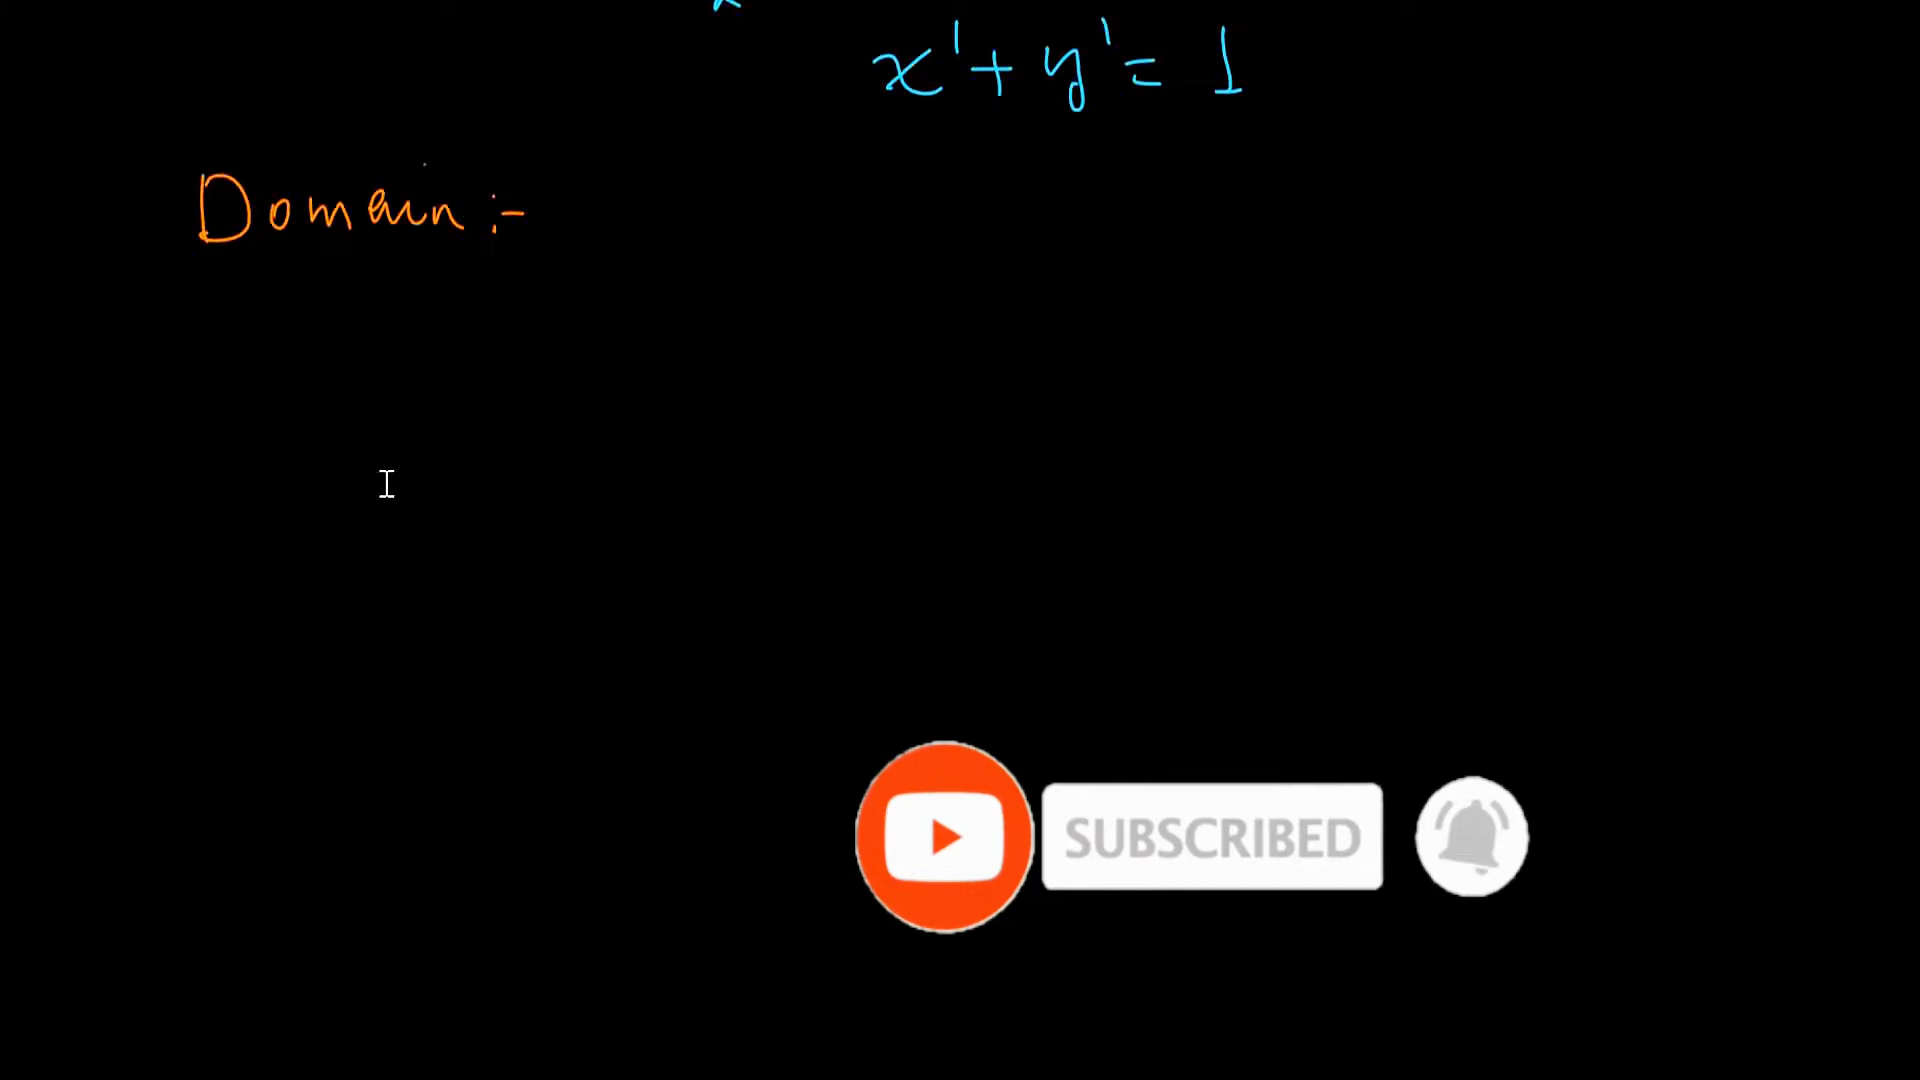 x' + y' = 1
Domain :-
SUBSCRIBED